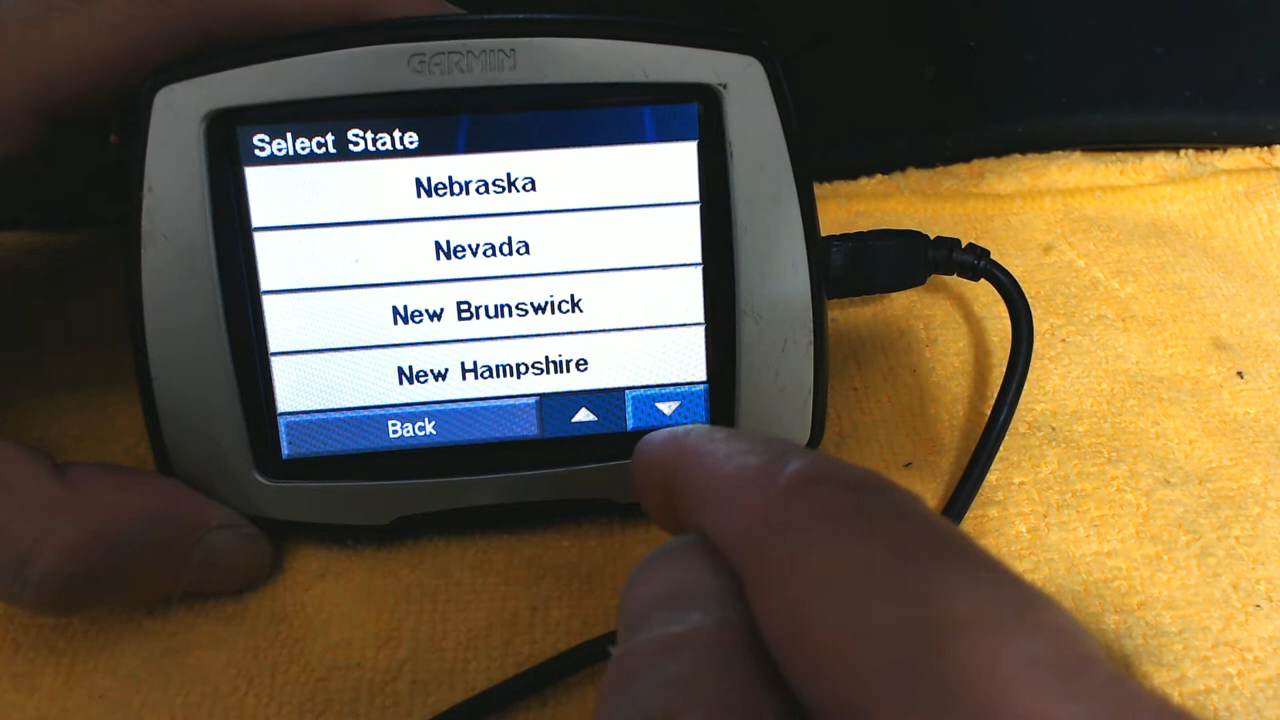 GARMIN
Select State
Nebraska
Nevada
New Brunswick
New Hampshire
Back